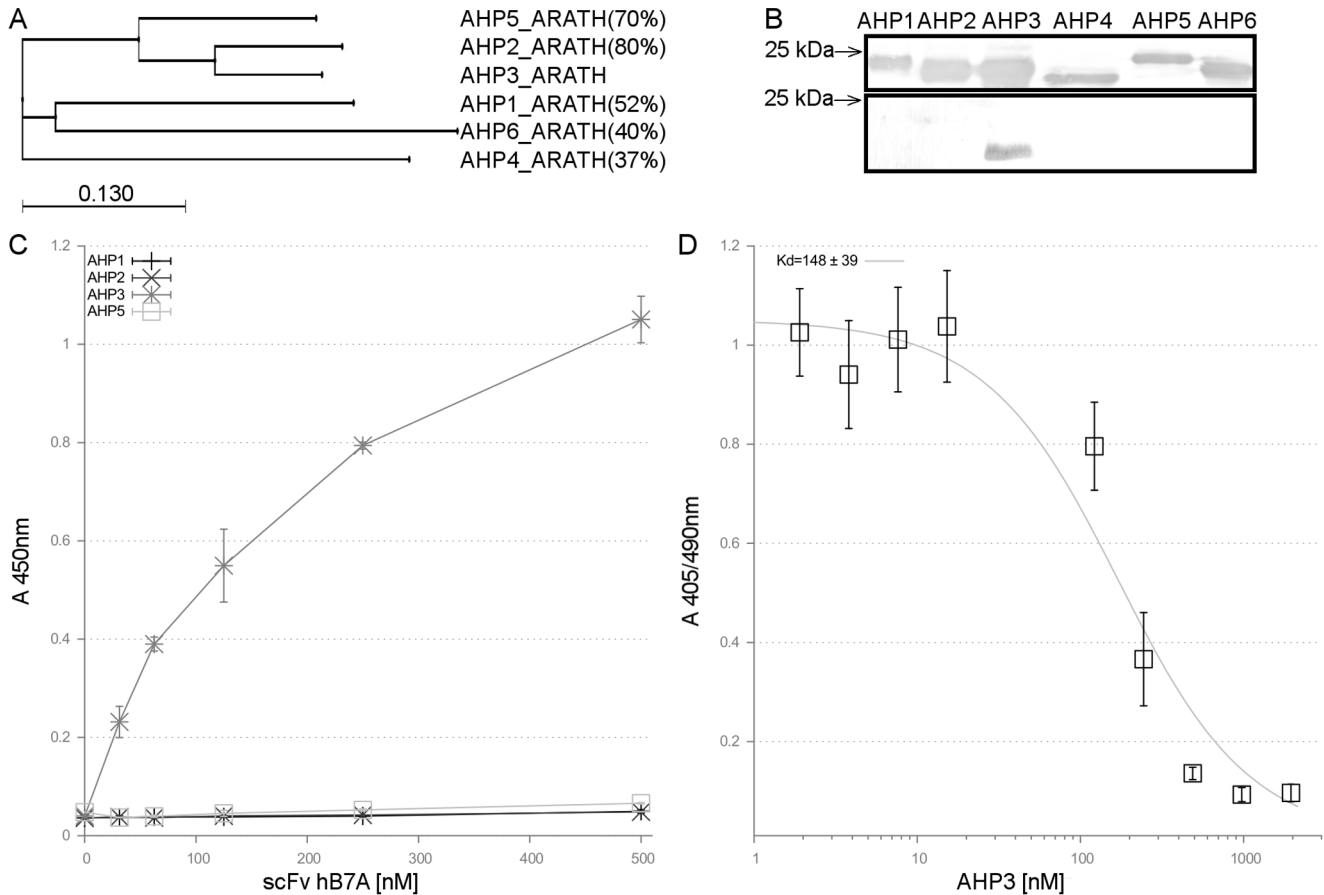 A
AHP5_ARATH(70%)
AHP2_ARATH(80%)
AHP3_ARATH
AHP1_ARATH(52%)
AHP6_ARATH(40%)
AHP4_ARATH(37%)
0.130
B
AHP1 AHP2 AHP3 AHP4 AHP5 AHP6
25 kDa
25 kDa
C
1.2
1
0.8
0.6
0.4
0.2
0
AHP1
AHP2
AHP3
AHP5
A 450nm
0 100 200 300 400 500
scFv hB7A [nM]
D
1.2
1
0.8
0.6
0.4
0.2
Kd=148 ± 39
A 405/490nm
1 10 100 1000
AHP3 [nM]